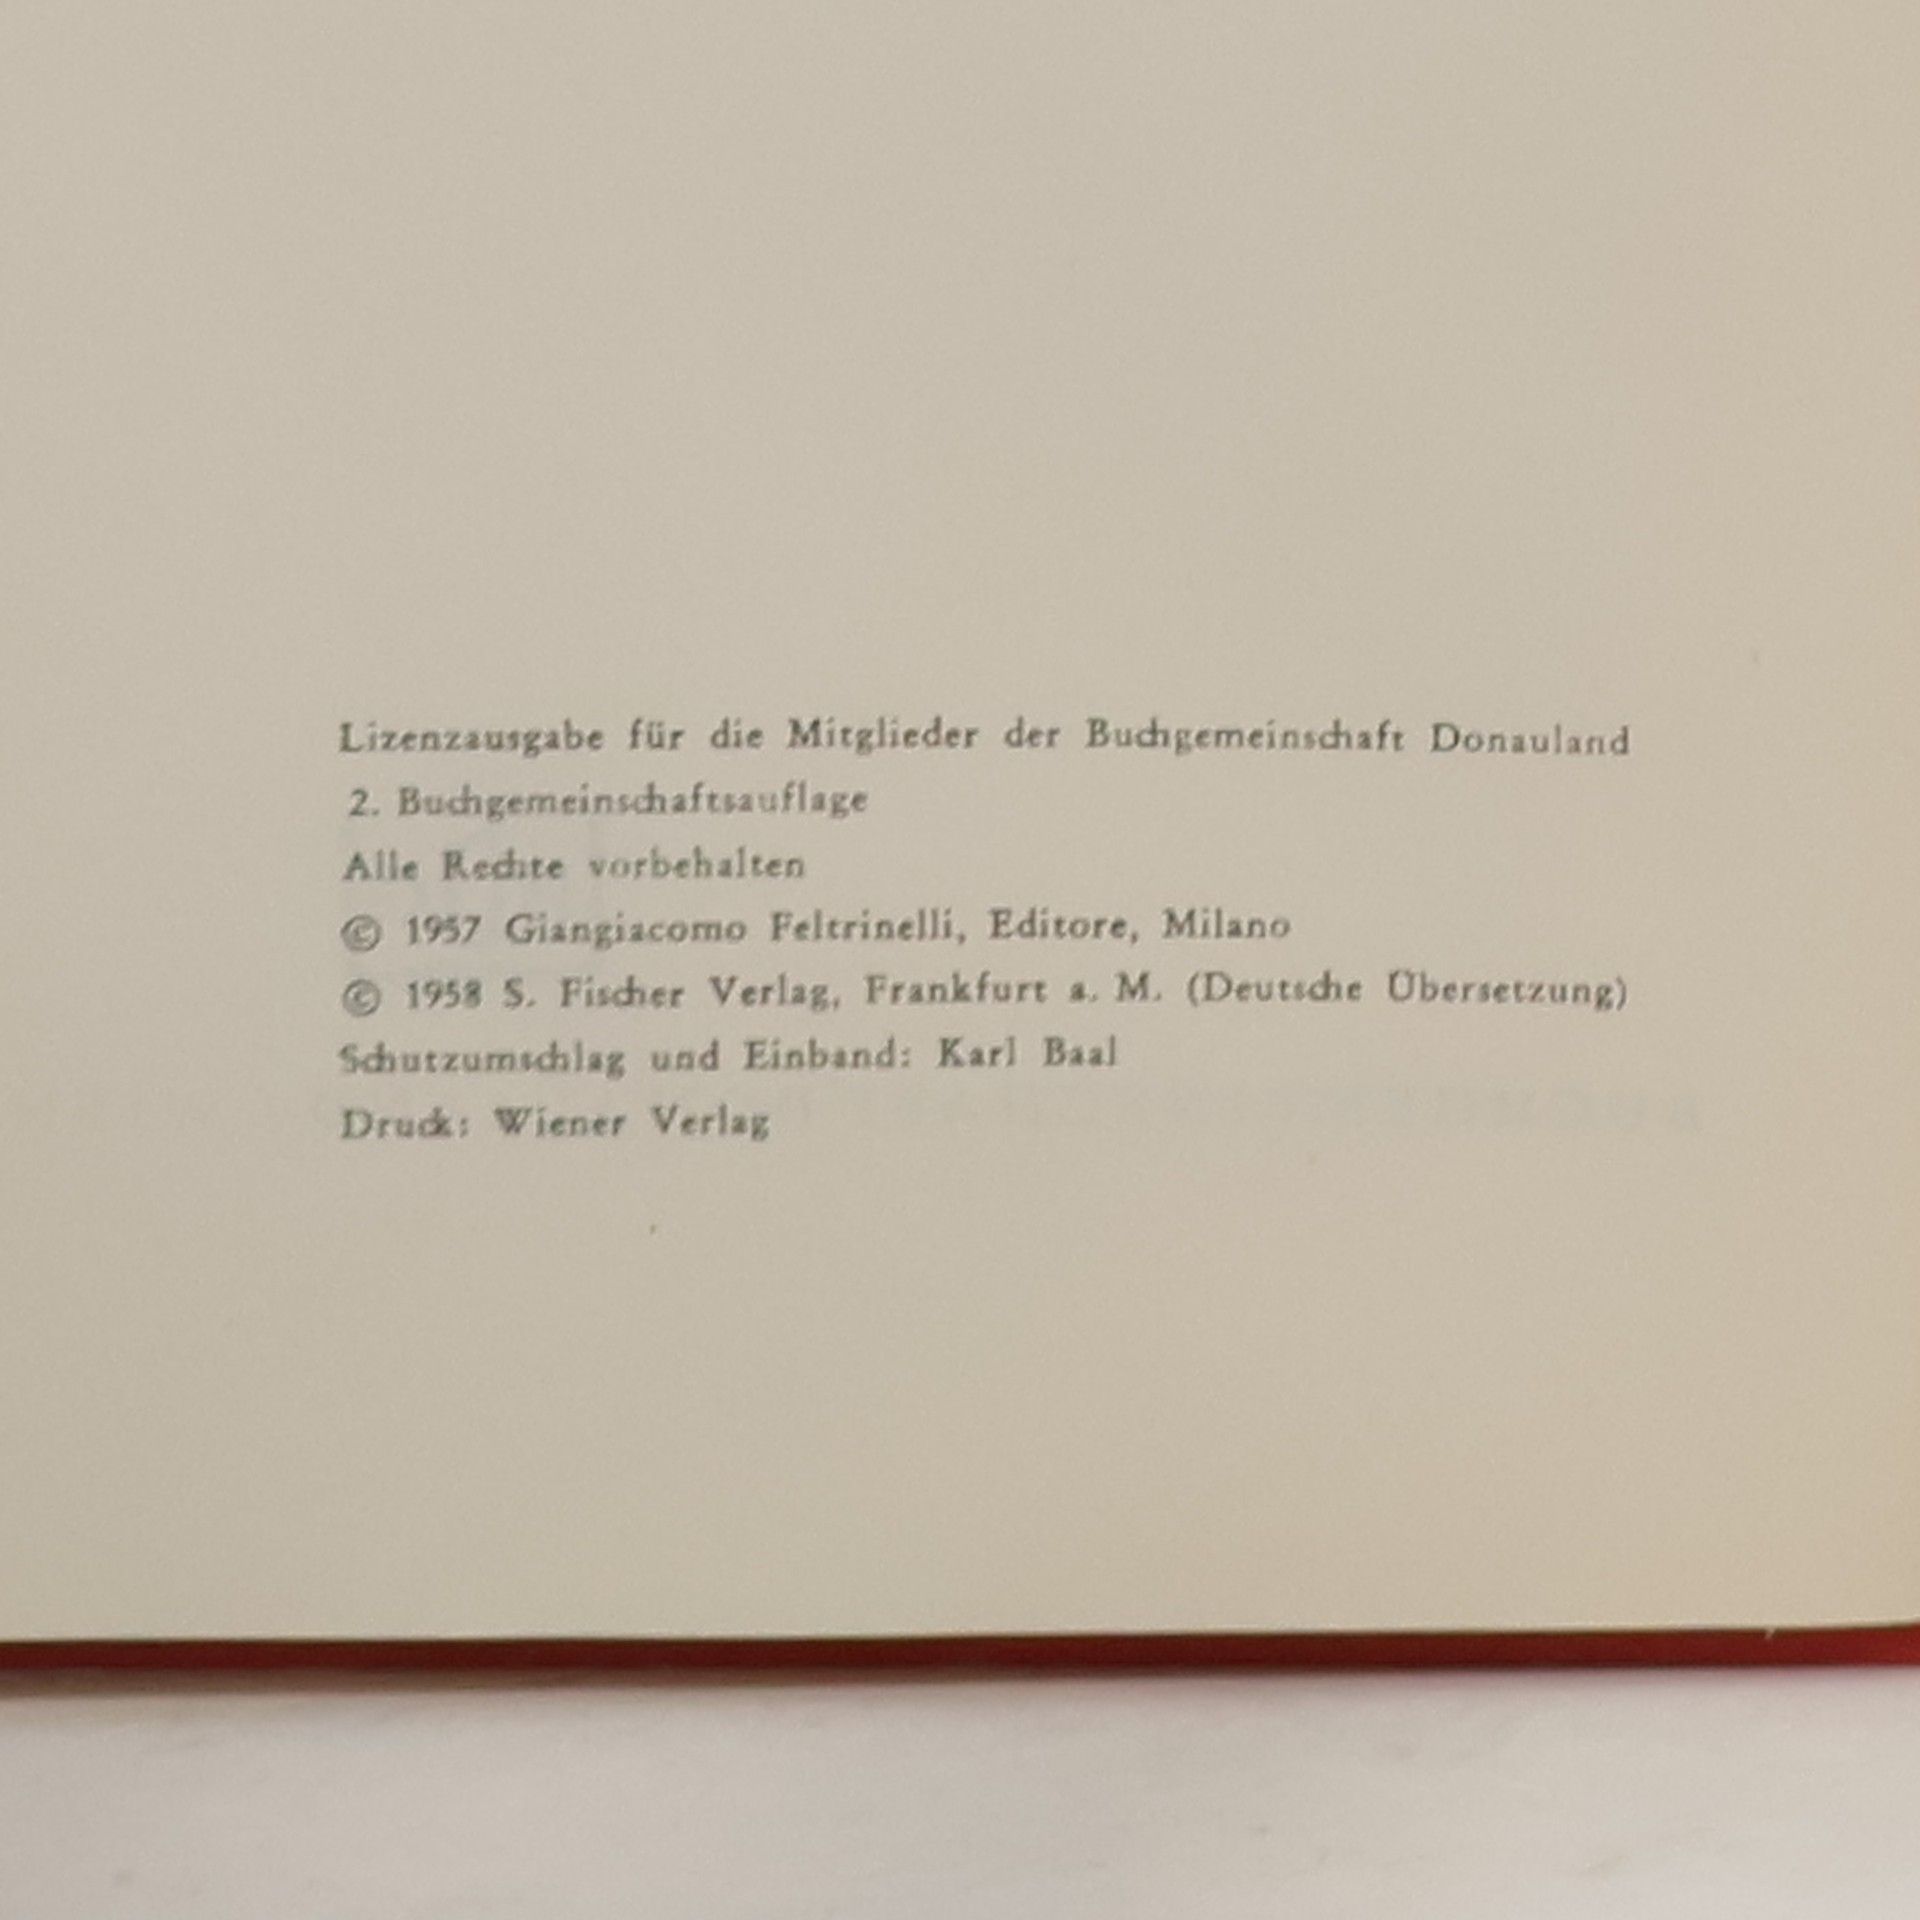 Lizenzausgabe für die Mitglieder der Buchgemeinschaft Donauland
2. Buchgemeinschaftsauflage
Alle Rechte vorbehalten
© 1957 Giangiacomo Feltrinelli, Editore, Milano
© 1958 S. Fischer Verlag, Frankfurt a. M. (Deutsche Übersetzung)
Schutzumschlag und Einband: Karl Baal
Druck: Wiener Verlag